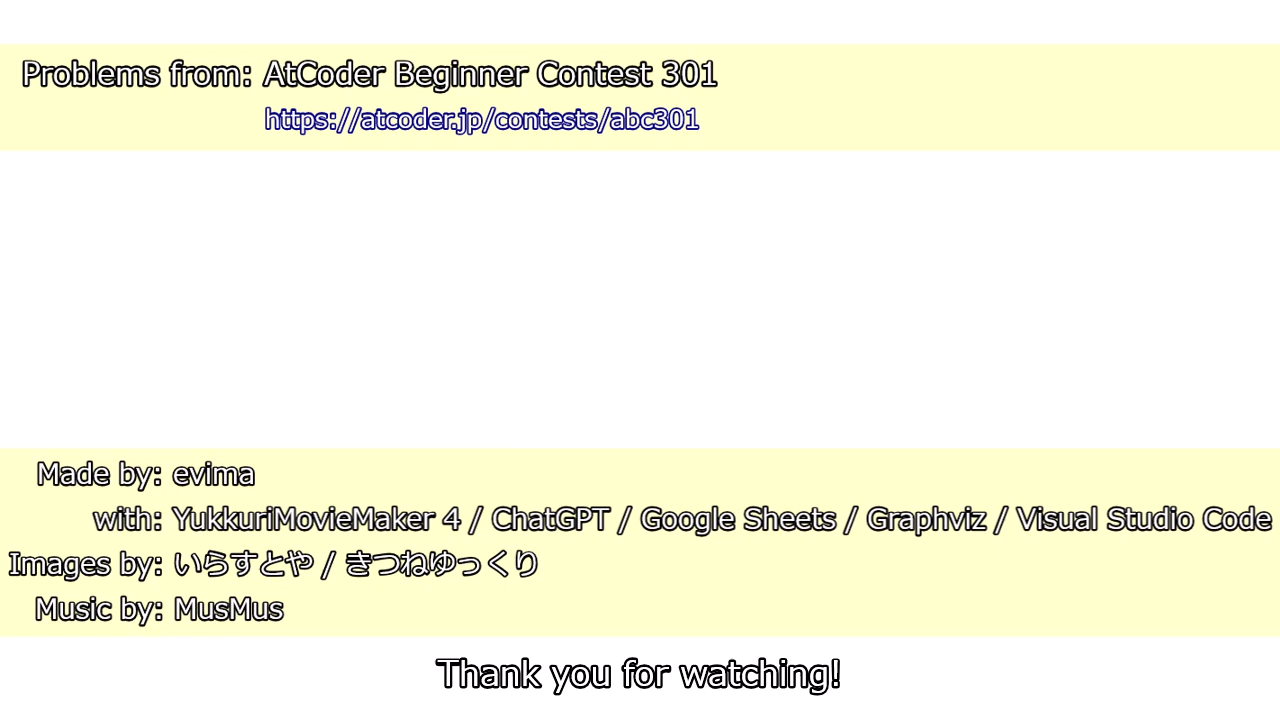 Problems from: AtCoder Beginner Contest 301
https://atcoder.jp/contests/abc301
Made by: evima
with: YukkuriMovieMaker 4 / ChatGPT / Google Sheets / Graphviz / Visual Studio Code
Images by: いらすとや / きつねゆっくり
Music by: MusMus
Thank you for watching!